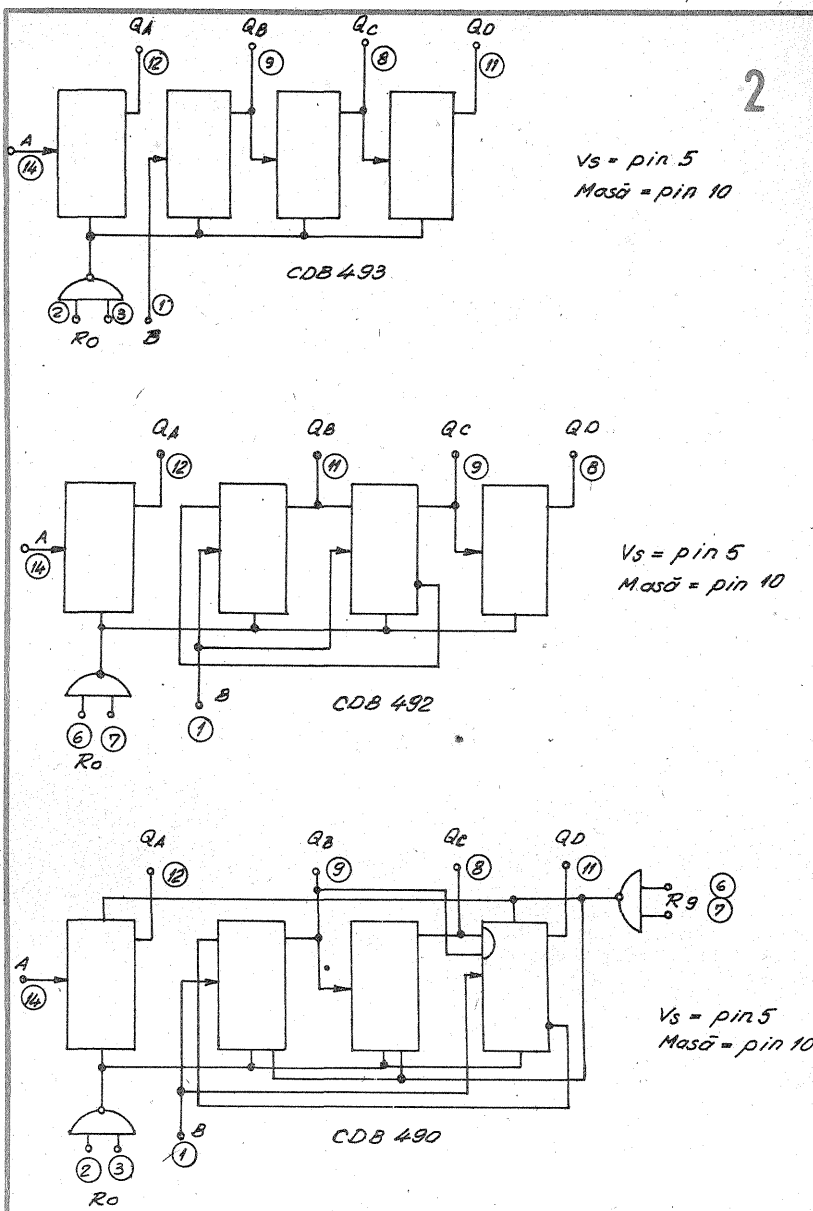 2
QA QB QC QD
12 9 8 11
A
14
Vs = pin 5
Masă = pin 10
CDB 493
2 3 1
R0 B
QA QB QC QD
12 11 9 8
A
14
Vs = pin 5
Masă = pin 10
B
CDB 492
6 7 1
R0
QA QB QC QD
12 9 8 11
R9 6
7
A
14
Vs = pin 5
Masă = pin 10
B
CDB 490
2 3 1
R0